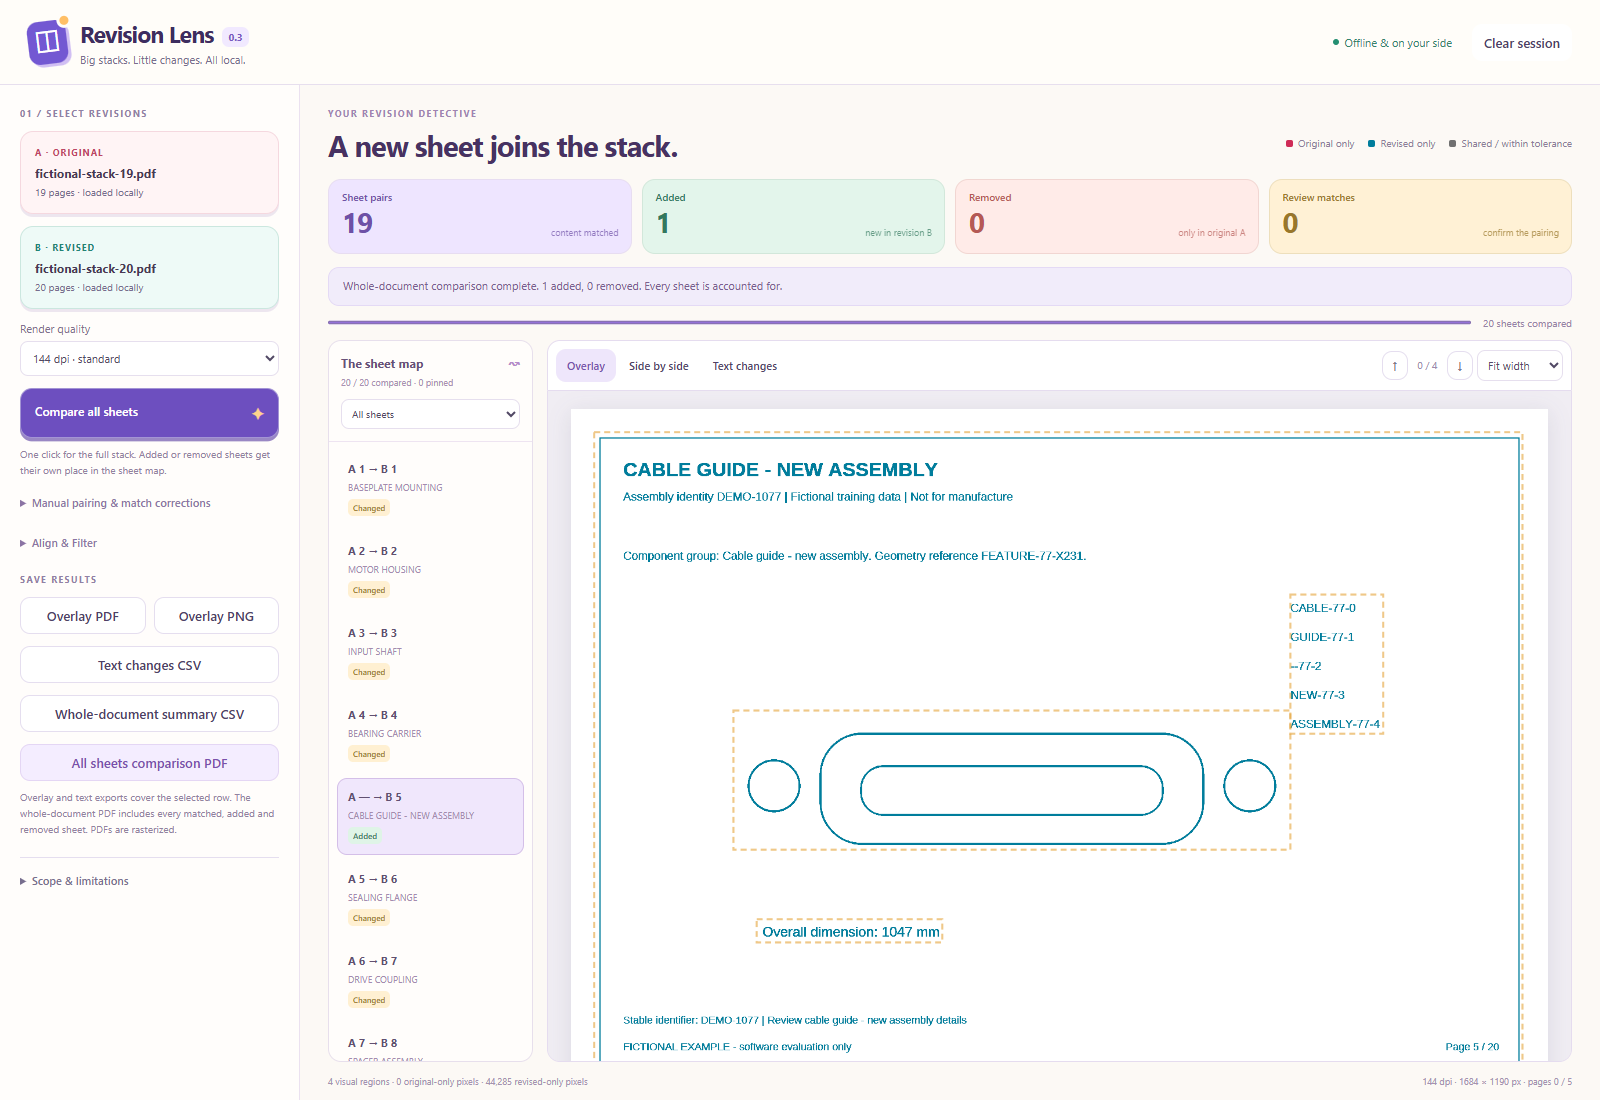 Revision Lens 0.3
Big stacks. Little changes. All local.
Offline & on your side
Clear session
01 / SELECT REVISIONS
A · ORIGINAL
fictional-stack-19.pdf
19 pages · loaded locally
B · REVISED
fictional-stack-20.pdf
20 pages · loaded locally
Render quality
144 dpi · standard
Compare all sheets
One click for the full stack. Added or removed sheets get
their own place in the sheet map.
Manual pairing & match corrections
Align & Filter
SAVE RESULTS
Overlay PDF
Overlay PNG
Text changes CSV
Whole-document summary CSV
All sheets comparison PDF
Overlay and text exports cover the selected row. The
whole-document PDF includes every matched, added and
removed sheet. PDFs are rasterized.
Scope & limitations
YOUR REVISION DETECTIVE
A new sheet joins the stack.
Original only
Revised only
Shared / within tolerance
Sheet pairs
19
content matched
Added
1
new in revision B
Removed
0
only in original A
Review matches
0
confirm the pairing
Whole-document comparison complete. 1 added, 0 removed. Every sheet is accounted for.
20 sheets compared
The sheet map
20 / 20 compared · 0 pinned
All sheets
A 1 → B 1
BASEPLATE MOUNTING
Changed
A 2 → B 2
MOTOR HOUSING
Changed
A 3 → B 3
INPUT SHAFT
Changed
A 4 → B 4
BEARING CARRIER
Changed
A — → B 5
CABLE GUIDE - NEW ASSEMBLY
Added
A 5 → B 6
SEALING FLANGE
Changed
A 6 → B 7
DRIVE COUPLING
Changed
A 7 → B 8
SPACER ASSEMBLY
Overlay
Side by side
Text changes
↑ 0 / 4 ↓
Fit width
CABLE GUIDE - NEW ASSEMBLY
Assembly identity DEMO-1077 | Fictional training data | Not for manufacture
Component group: Cable guide - new assembly. Geometry reference FEATURE-77-X231.
CABLE-77-0
GUIDE-77-1
--77-2
NEW-77-3
ASSEMBLY-77-4
Overall dimension: 1047 mm
Stable identifier: DEMO 1077 | Review cable guide - new assembly details
FICTIONAL EXAMPLE - software evaluation only
Page 5 / 20
4 visual regions · 0 original-only pixels · 44,285 revised-only pixels
144 dpi · 1684 × 1190 px · pages 0 / 5